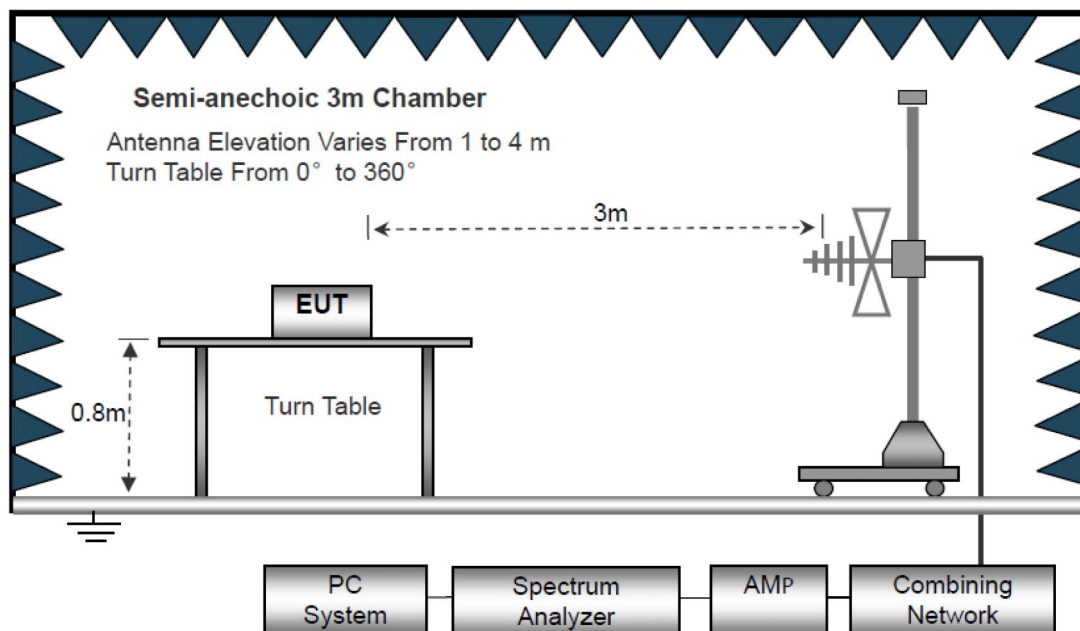 Semi-anechoic 3m Chamber
Antenna Elevation Varies From 1 to 4 m
Turn Table From 0° to 360°
3m
EUT
0.8m
Turn Table
PC
System
Spectrum
Analyzer
AMP
Combining
Network